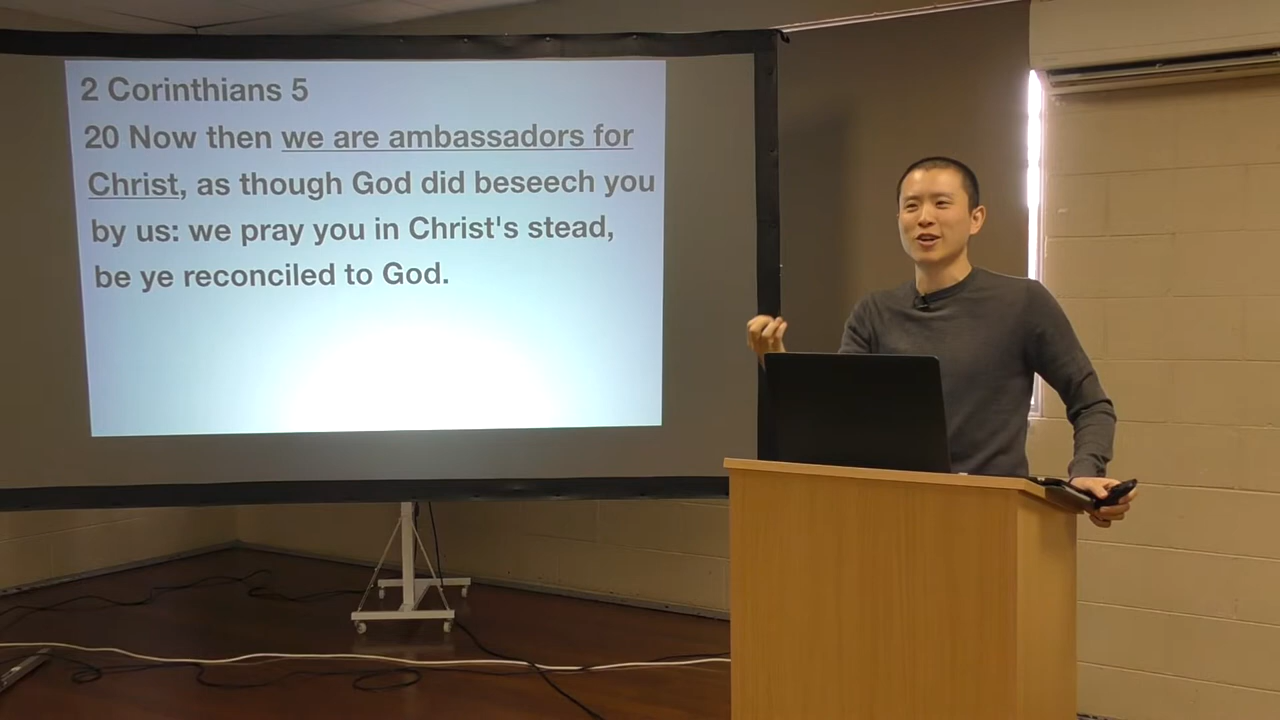 2 Corinthians 5
20 Now then we are ambassadors for
Christ, as though God did beseech you
by us: we pray you in Christ's stead,
be ye reconciled to God.